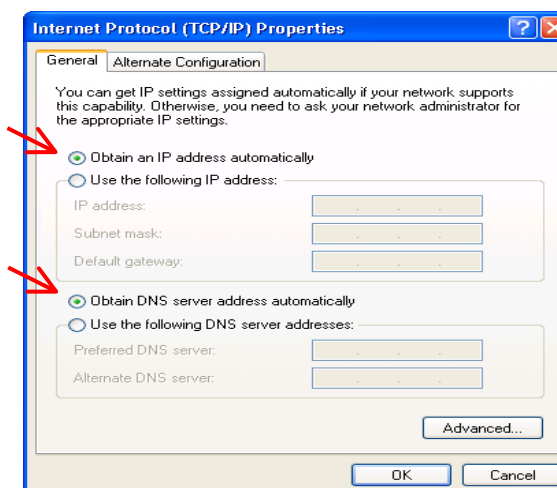 Internet Protocol (TCP/IP) Properties
General
Alternate Configuration
You can get IP settings assigned automatically if your network supports
this capability. Otherwise, you need to ask your network administrator for
the appropriate IP settings.
Obtain an IP address automatically
Use the following IP address:
IP address:
Subnet mask:
Default gateway:
Obtain DNS server address automatically
Use the following DNS server addresses:
Preferred DNS server:
Alternate DNS server:
Advanced...
OK
Cancel